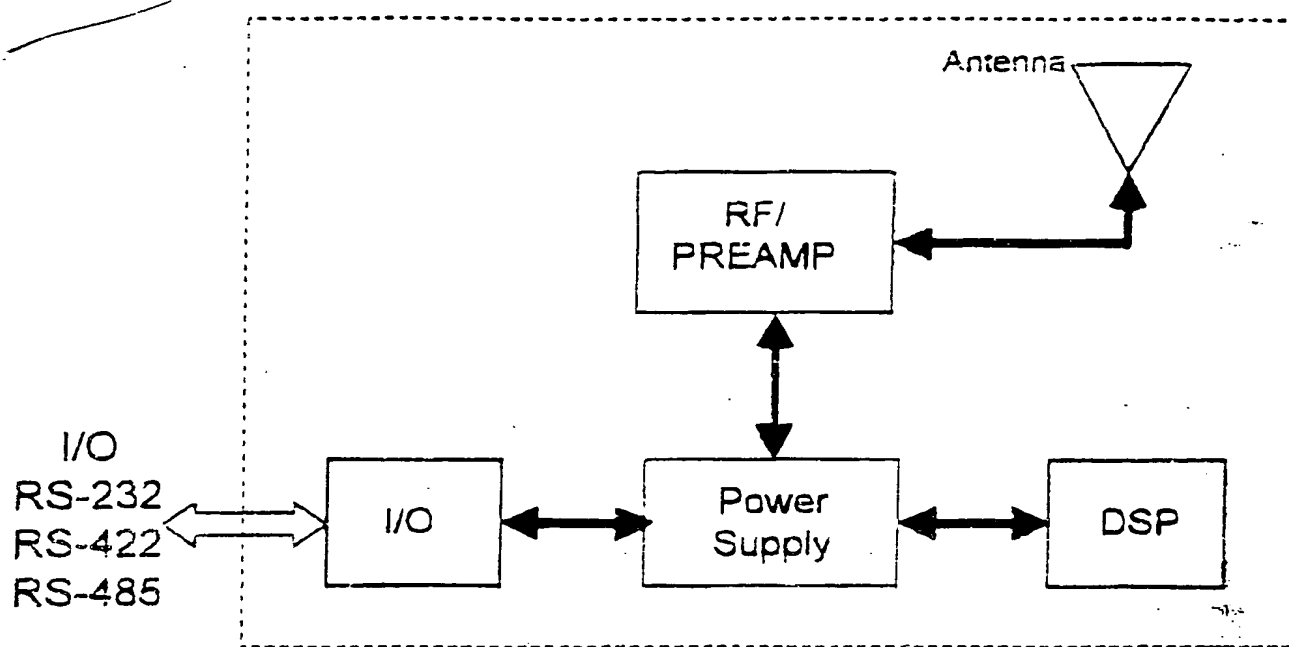 Antenna
RF/
PREAMP
I/O
RS-232
RS-422
RS-485
I/O
Power
Supply
DSP